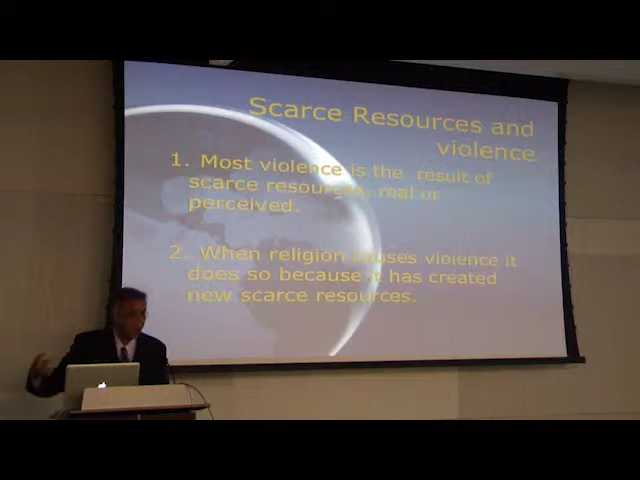 Scarce Resources and
violence
1. Most violence is the result of
scarce resources, real or
perceived.
2. When religion causes violence it
does so because it has created
new scarce resources.